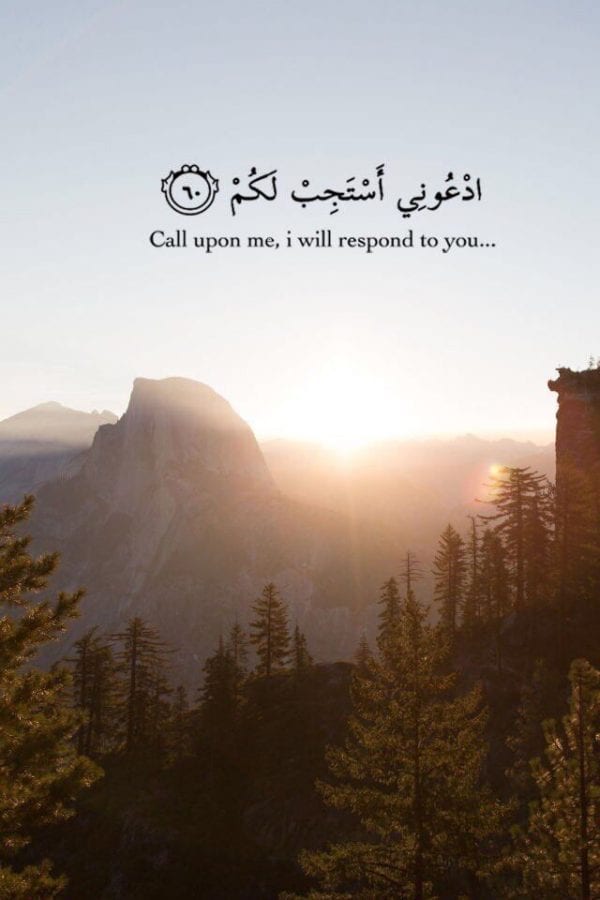 ادْعُونِي أَسْتَجِبْ لَكُمْ ٦٠
Call upon me, i will respond to you...